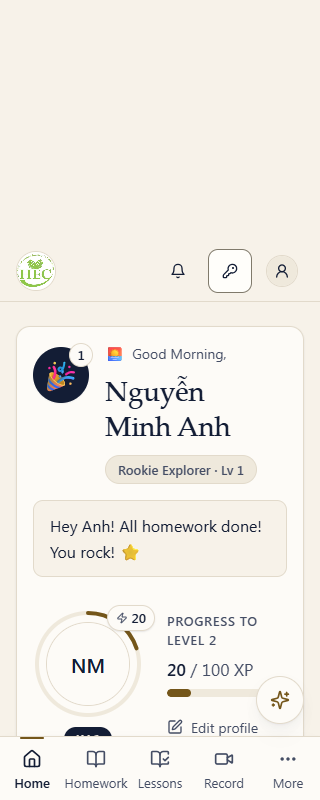 HEC
1
🌅 Good Morning,
Nguyễn
Minh Anh
Rookie Explorer · Lv 1
Hey Anh! All homework done!
You rock! ⭐
20
NM
PROGRESS TO
LEVEL 2
20 / 100 XP
Edit profile
Home
Homework
Lessons
Record
More